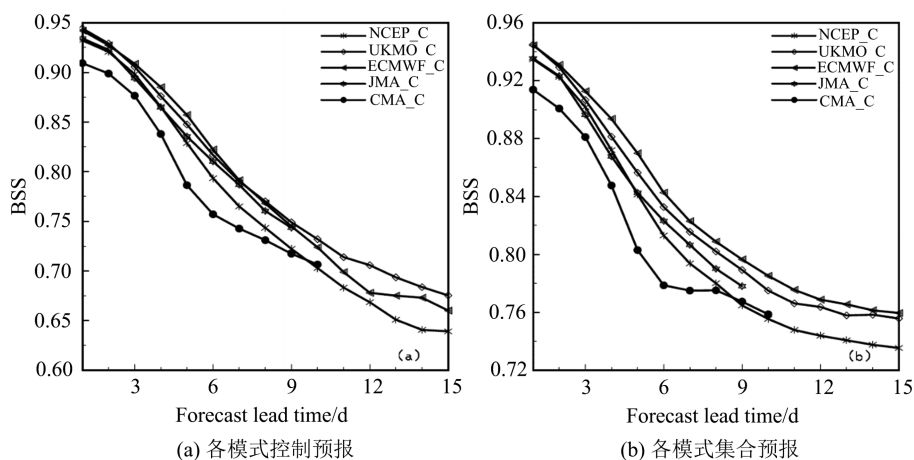 0.95
0.90
0.85
0.80
0.75
0.70
0.65
0.60
BSS
NCEP_C
UKMO_C
ECMWF_C
JMA_C
CMA_C
(a)
3 6 9 12 15
Forecast lead time/d
(a) 各模式控制预报
0.96
0.92
0.88
0.84
0.80
0.76
0.72
BSS
NCEP_C
UKMO_C
ECMWF_C
JMA_C
CMA_C
(b)
3 6 9 12 15
Forecast lead time/d
(b) 各模式集合预报